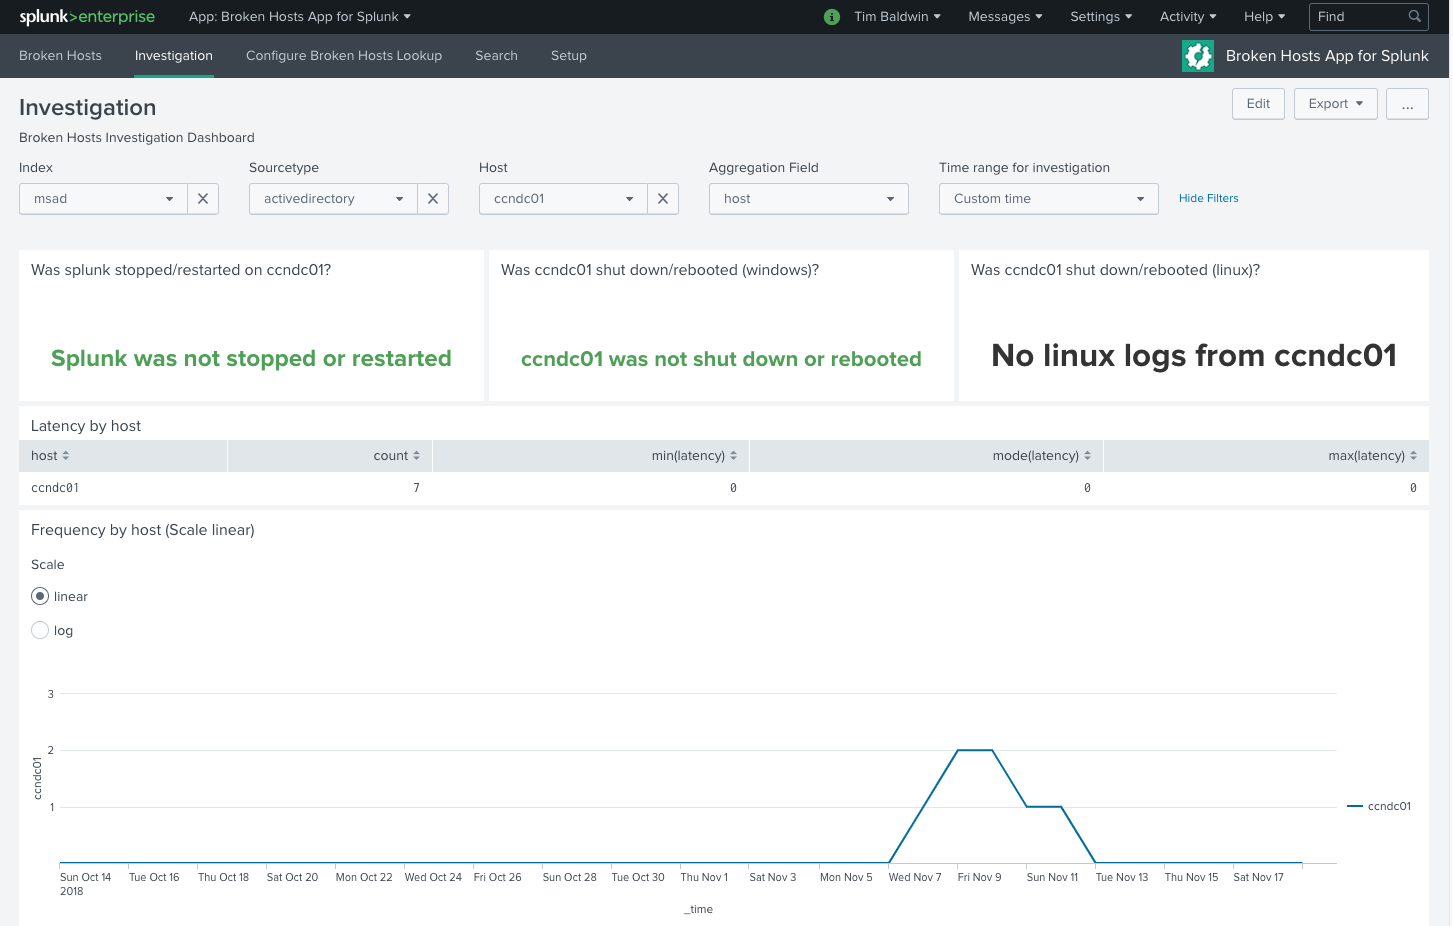 splunk>enterprise App: Broken Hosts App for Splunk i Tim Baldwin Messages Settings Activity Help Find
Broken Hosts Investigation Configure Broken Hosts Lookup Search Setup Broken Hosts App for Splunk
Investigation Edit Export ...
Broken Hosts Investigation Dashboard
Index Sourcetype Host Aggregation Field Time range for investigation
msad activedirectory ccndc01 host Custom time Hide Filters
Was splunk stopped/restarted on ccndc01? Was ccndc01 shut down/rebooted (windows)? Was ccndc01 shut down/rebooted (linux)?
Splunk was not stopped or restarted ccndc01 was not shut down or rebooted No linux logs from ccndc01
Latency by host
host count min(latency) mode(latency) max(latency)
ccndc01 7 0 0 0
Frequency by host (Scale linear)
Scale
linear
log
3
2
1
ccndc01
ccndc01
Sun Oct 14 Tue Oct 16 Thu Oct 18 Sat Oct 20 Mon Oct 22 Wed Oct 24 Fri Oct 26 Sun Oct 28 Tue Oct 30 Thu Nov 1 Sat Nov 3 Mon Nov 5 Wed Nov 7 Fri Nov 9 Sun Nov 11 Tue Nov 13 Thu Nov 15 Sat Nov 17
2018
_time